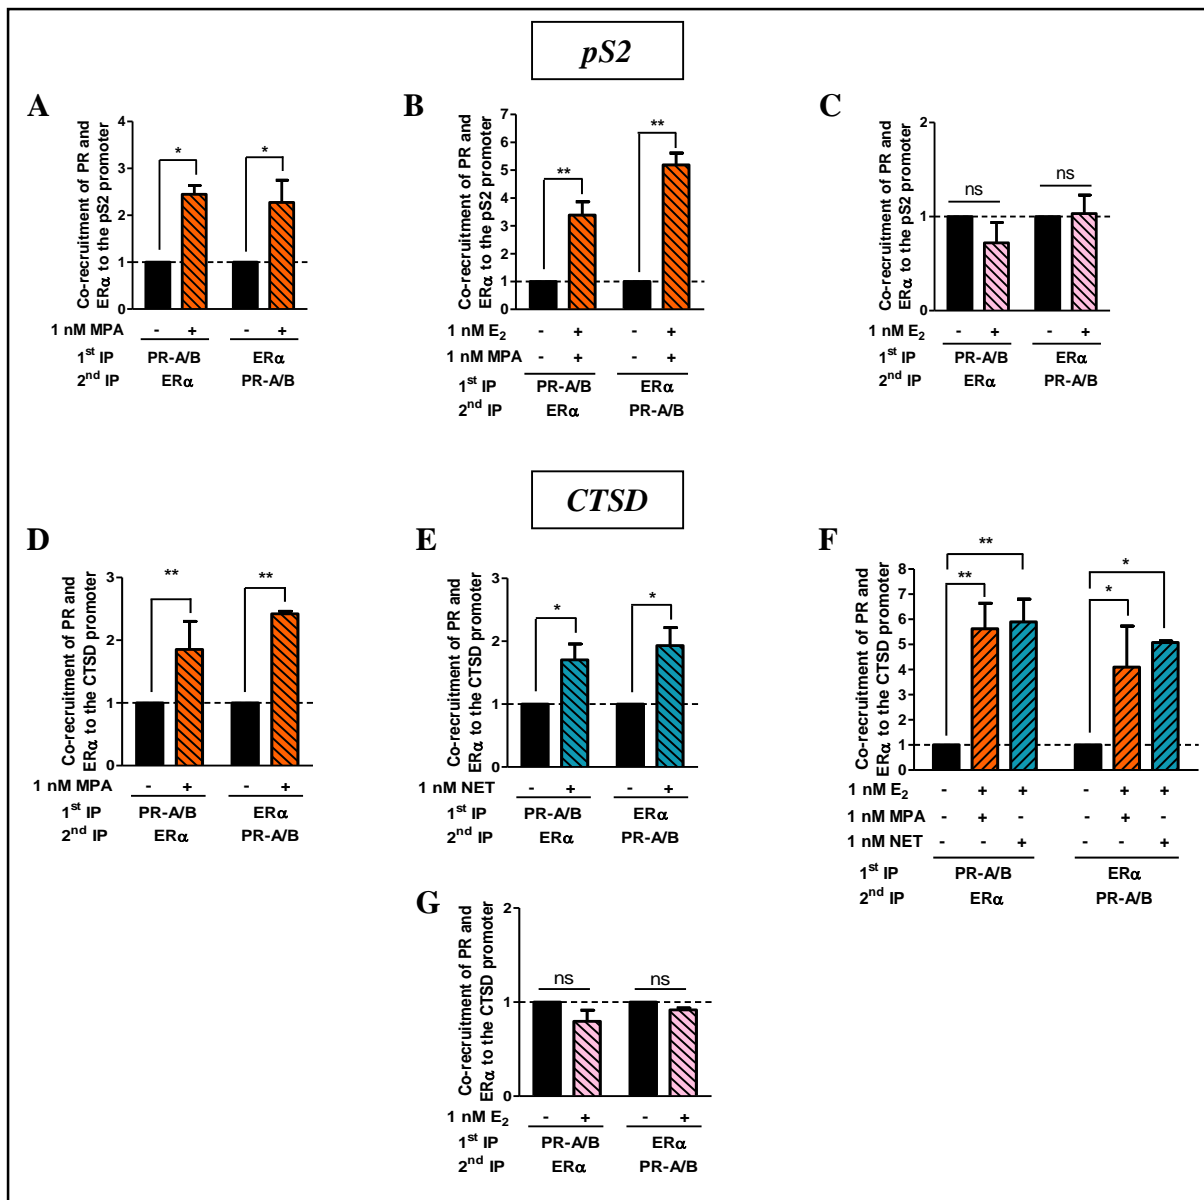 pS2
A
Co-recruitment of PR and
ERα to the pS2 promoter
4
3
2
1
0
* *
1 nM MPA - + - +
1st IP PR-A/B ERα
2nd IP ERα PR-A/B
B
Co-recruitment of PR and
ERα to the pS2 promoter
7
6
5
4
3
2
1
0
** **
1 nM E2 - + - +
1 nM MPA - + - +
1st IP PR-A/B ERα
2nd IP ERα PR-A/B
C
Co-recruitment of PR and
ERα to the pS2 promoter
2
1
0
ns ns
1 nM E2 - + - +
1st IP PR-A/B ERα
2nd IP ERα PR-A/B
CTSD
D
Co-recruitment of PR and
ERα to the CTSD promoter
3
2
1
0
** **
1 nM MPA - + - +
1st IP PR-A/B ERα
2nd IP ERα PR-A/B
E
Co-recruitment of PR and
ERα to the CTSD promoter
3
2
1
0
* *
1 nM NET - + - +
1st IP PR-A/B ERα
2nd IP ERα PR-A/B
F
Co-recruitment of PR and
ERα to the CTSD promoter
8
7
6
5
4
3
2
1
0
** *
** *
1 nM E2 - + + - + +
1 nM MPA - + - - + -
1 nM NET - - + - - +
1st IP PR-A/B ERα
2nd IP ERα PR-A/B
G
Co-recruitment of PR and
ERα to the CTSD promoter
2
1
0
ns ns
1 nM E2 - + - +
1st IP PR-A/B ERα
2nd IP ERα PR-A/B